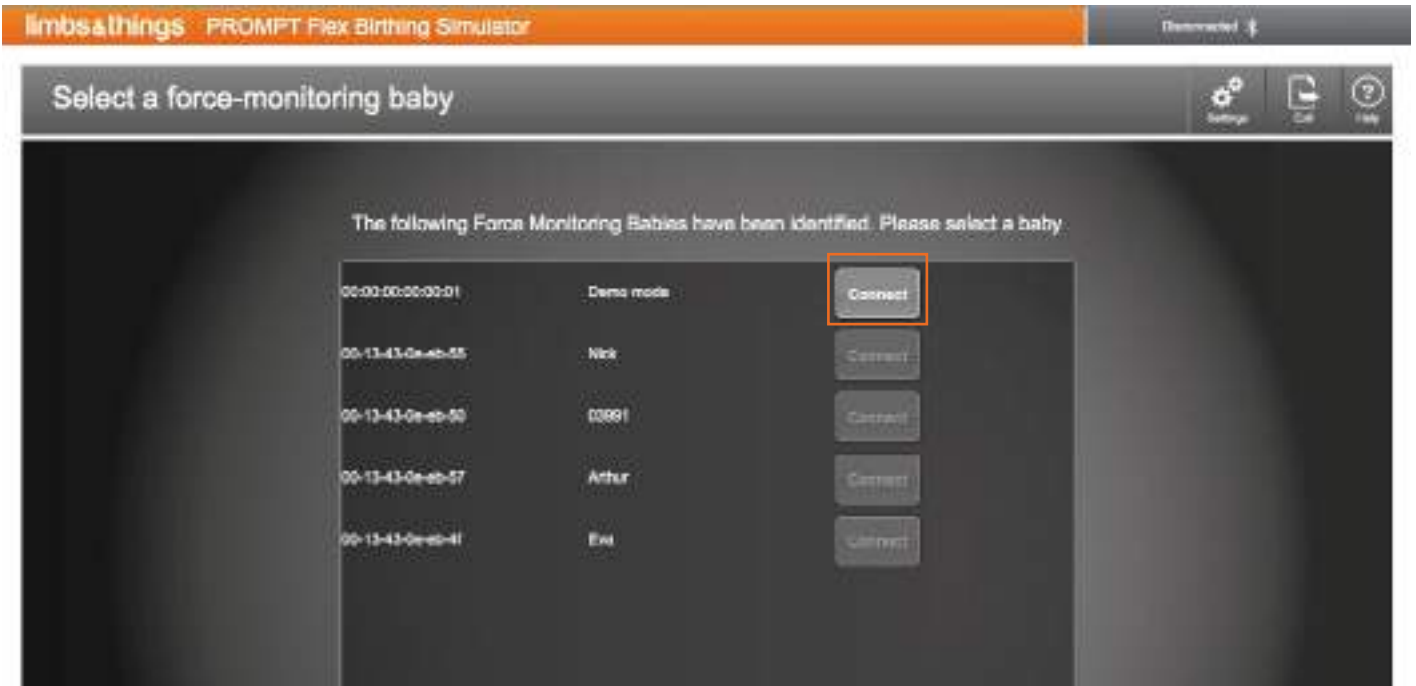 limbs&things PROMPT Flex Birthing Simulator
Disconnected
Select a force-monitoring baby
Settings Exit Help
The following Force Monitoring Babies have been identified. Please select a baby
00:00:00:00:00:01 Demo mode Connect
00-13-43-0e-eb-55 Nick Connect
00-13-43-0e-eb-50 03991 Connect
00-13-43-0e-eb-57 Arthur Connect
00-13-43-0e-eb-4f Eva Connect